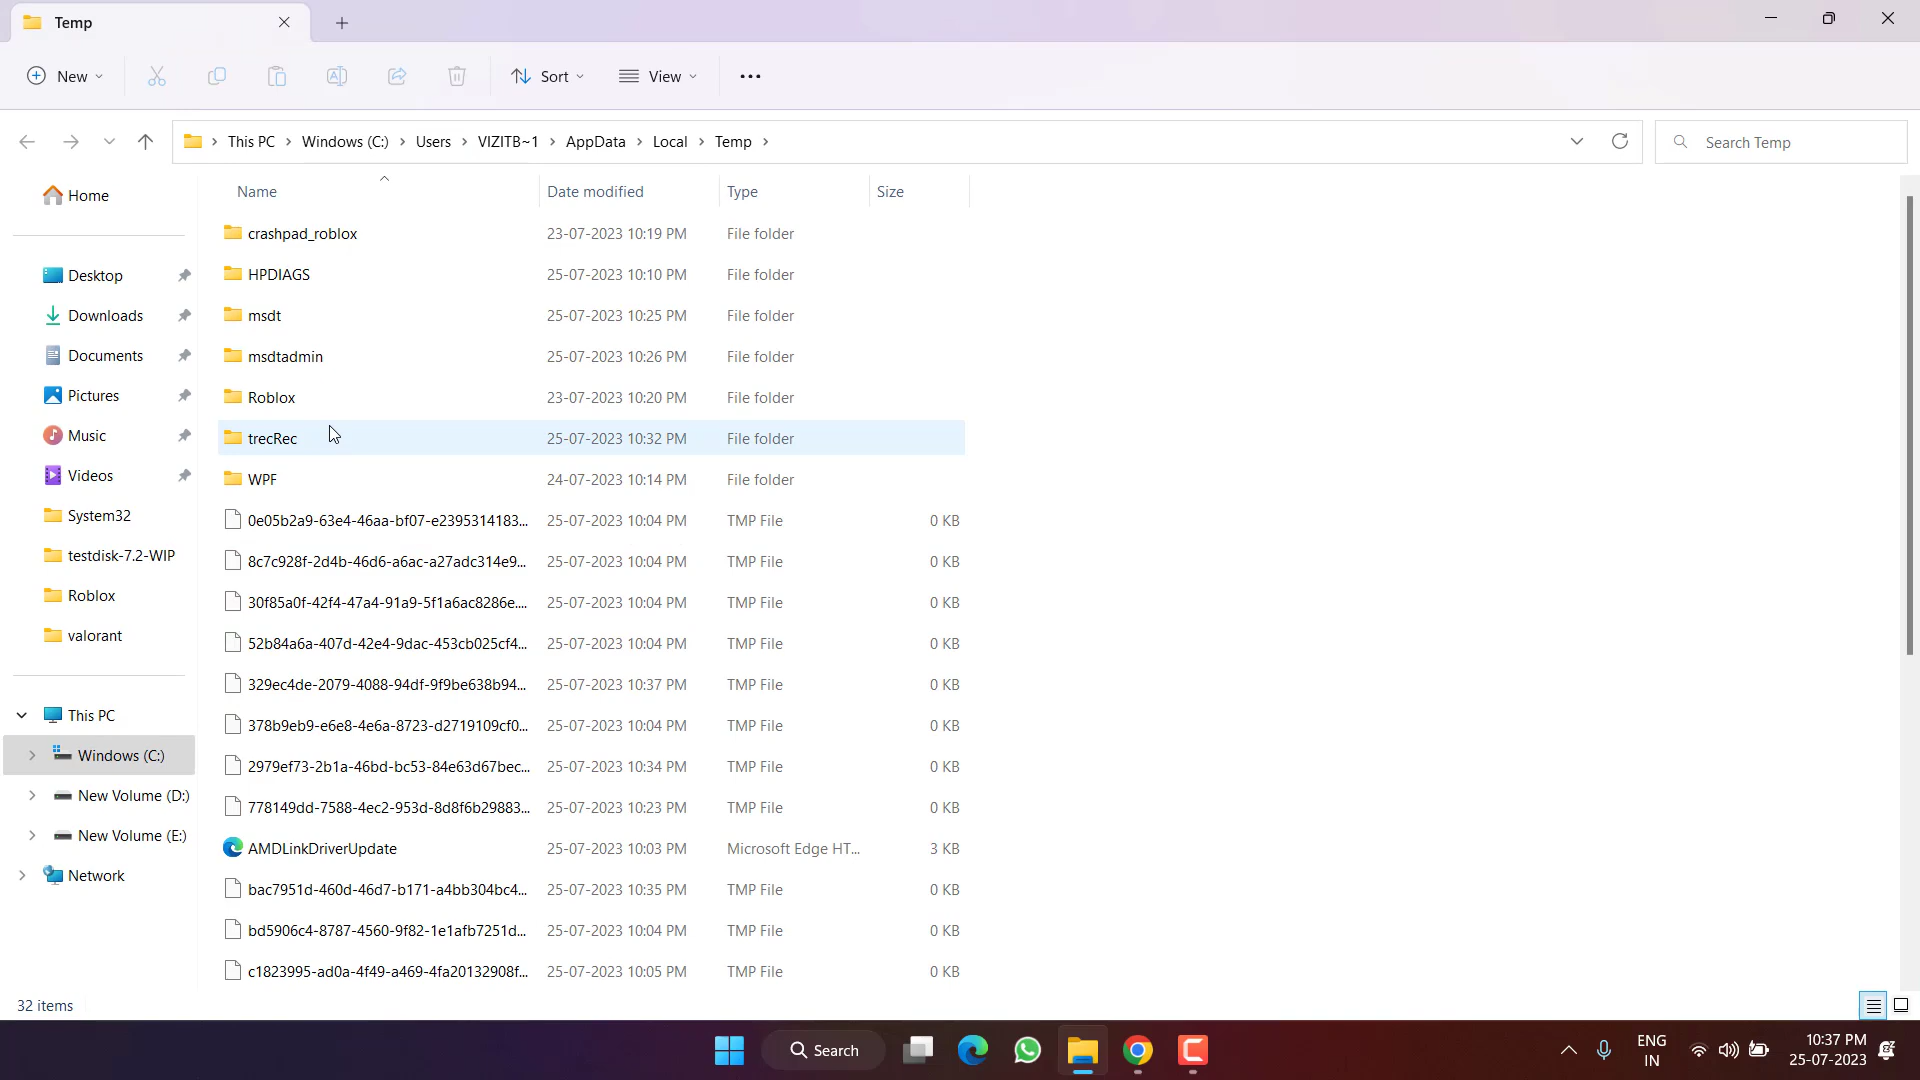 Temp
New
Sort
View
This PC > Windows (C:) > Users > VIZITB~1 > AppData > Local > Temp >
Search Temp
Name Date modified Type Size
Home
Desktop
Downloads
Documents
Pictures
Music
Videos
System32
testdisk-7.2-WIP
Roblox
valorant
This PC
Windows (C:)
New Volume (D:)
New Volume (E:)
Network
crashpad_roblox 23-07-2023 10:19 PM File folder
HPDIAGS 25-07-2023 10:10 PM File folder
msdt 25-07-2023 10:25 PM File folder
msdtadmin 25-07-2023 10:26 PM File folder
Roblox 23-07-2023 10:20 PM File folder
trecRec 25-07-2023 10:32 PM File folder
WPF 24-07-2023 10:14 PM File folder
0e05b2a9-63e4-46aa-bf07-e2395314183... 25-07-2023 10:04 PM TMP File 0 KB
8c7c928f-2d4b-46d6-a6ac-a27adc314e9... 25-07-2023 10:04 PM TMP File 0 KB
30f85a0f-42f4-47a4-91a9-5f1a6ac8286e.... 25-07-2023 10:04 PM TMP File 0 KB
52b84a6a-407d-42e4-9dac-453cb025cf4... 25-07-2023 10:04 PM TMP File 0 KB
329ec4de-2079-4088-94df-9f9be638b94... 25-07-2023 10:37 PM TMP File 0 KB
378b9eb9-e6e8-4e6a-8723-d2719109cf0... 25-07-2023 10:04 PM TMP File 0 KB
2979ef73-2b1a-46bd-bc53-84e63d67bec... 25-07-2023 10:34 PM TMP File 0 KB
778149dd-7588-4ec2-953d-8d8f6b29883... 25-07-2023 10:23 PM TMP File 0 KB
AMDLinkDriverUpdate 25-07-2023 10:03 PM Microsoft Edge HT... 3 KB
bac7951d-460d-46d7-b171-a4bb304bc4... 25-07-2023 10:35 PM TMP File 0 KB
bd5906c4-8787-4560-9f82-1e1afb7251d... 25-07-2023 10:04 PM TMP File 0 KB
c1823995-ad0a-4f49-a469-4fa20132908f... 25-07-2023 10:05 PM TMP File 0 KB
32 items
Search
ENG
IN
10:37 PM
25-07-2023